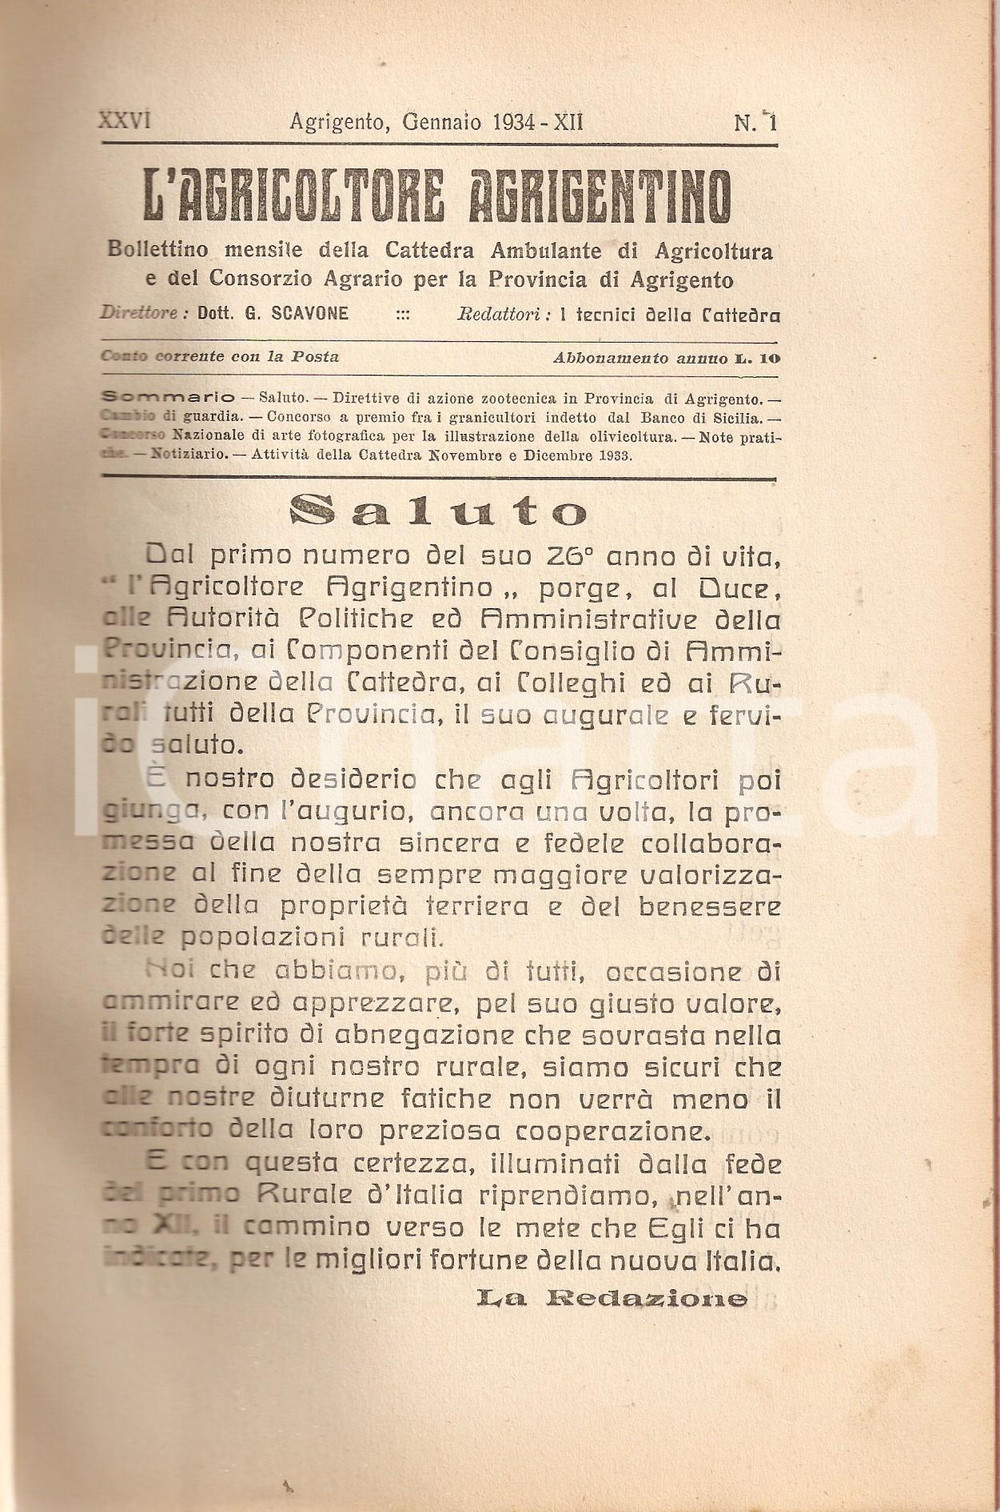 XXVI Agrigento, Gennaio 1934-XII N. 1
L'AGRICOLTORE AGRIGENTINO
Bollettino mensile della Cattedra Ambulante di Agricoltura
e del Consorzio Agrario per la Provincia di Agrigento
Direttore : Dott. G. SCAVONE ::: Redattori : I tecnici della Cattedra
Conto corrente con la Posta Abbonamento annuo L. 10
Sommario — Saluto. — Direttive di azione zootecnica in Provincia di Agrigento. —
Cambio di guardia. — Concorso a premio fra i granicultori indetto dal Banco di Sicilia. —
Concorso Nazionale di arte fotografica per la illustrazione della olivicoltura. — Note prati-
che. — Notiziario. — Attività della Cattedra Novembre e Dicembre 1933.
Saluto
Dal primo numero del suo 26° anno di vita,
“ l'Agricoltore Agrigentino „ porge, al Duce,
alle Autorità Politiche ed Amministrative della
Provincia, ai Componenti del Consiglio di Ammi-
nistrazione della Cattedra, ai Colleghi ed ai Ru-
rali tutti della Provincia, il suo augurale e fervi-
do saluto.
È nostro desiderio che agli Agricoltori poi
giunga, con l'augurio, ancora una volta, la pro-
messa della nostra sincera e fedele collabora-
zione al fine della sempre maggiore valorizza-
zione della proprietà terriera e del benessere
delle popolazioni rurali.
Noi che abbiamo, più di tutti, occasione di
ammirare ed apprezzare, pel suo giusto valore,
il forte spirito di abnegazione che sovrasta nella
tempra di ogni nostro rurale, siamo sicuri che
alle nostre diuturne fatiche non verrà meno il
conforto della loro preziosa cooperazione.
E con questa certezza, illuminati dalla fede
del primo Rurale d'Italia riprendiamo, nell'an-
no XII, il cammino verso le mete che Egli ci ha
indicate, per le migliori fortune della nuova Italia.
La Redazione